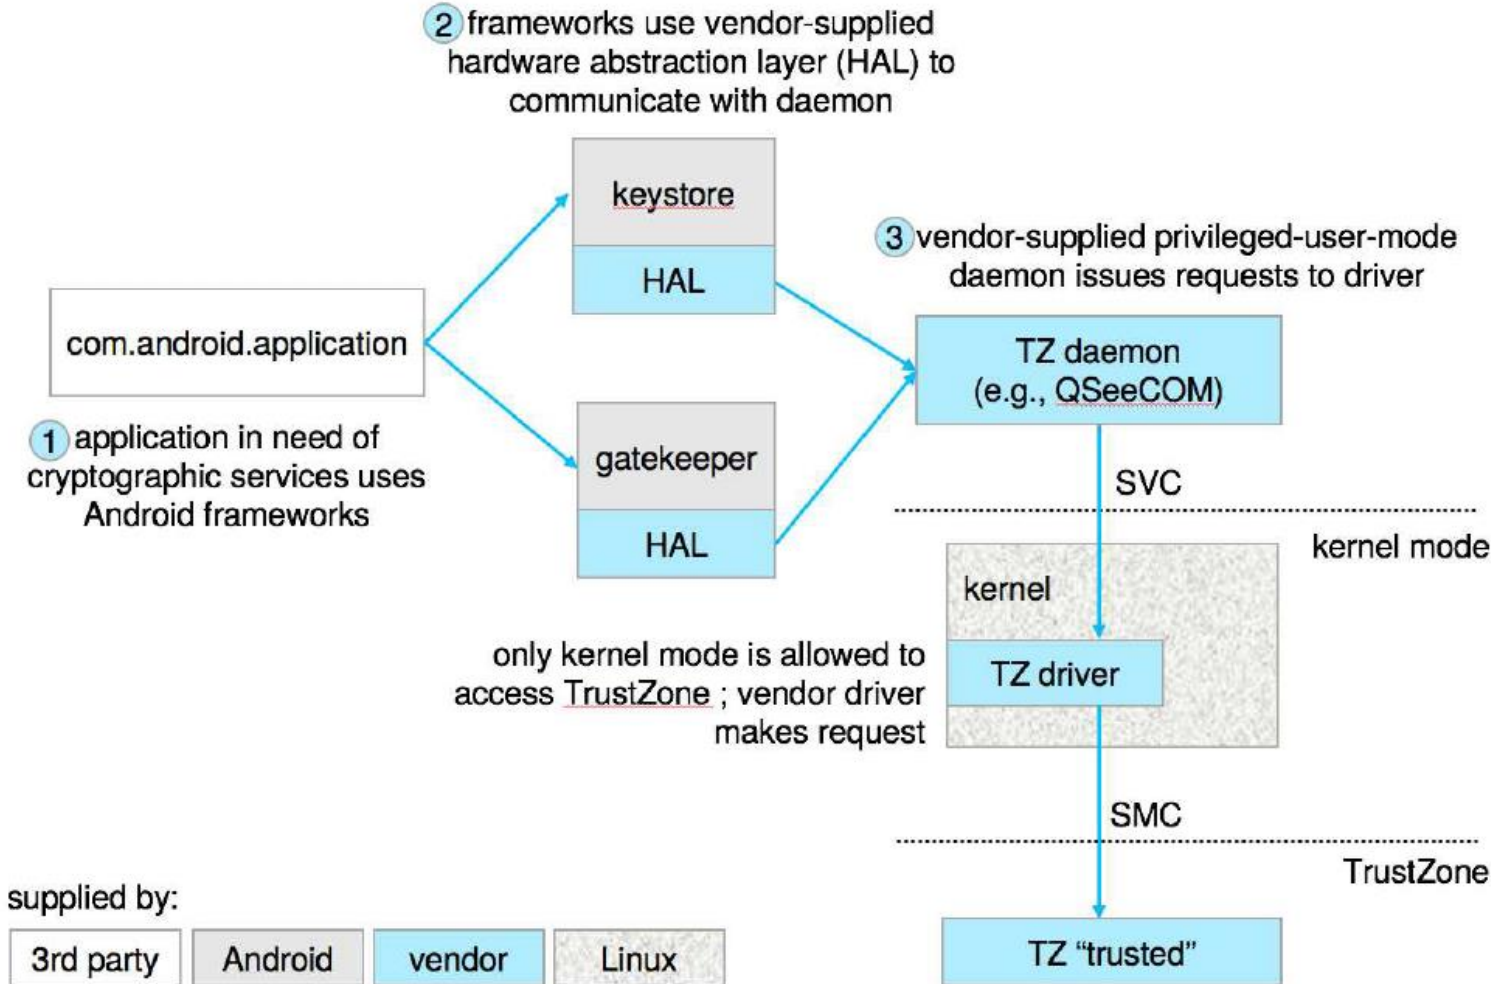 2 frameworks use vendor-supplied
hardware abstraction layer (HAL) to
communicate with daemon
keystore
HAL
3 vendor-supplied privileged-user-mode
daemon issues requests to driver
com.android.application
TZ daemon
(e.g., QSeeCOM)
1 application in need of
cryptographic services uses
Android frameworks
gatekeeper
HAL
SVC
kernel mode
kernel
only kernel mode is allowed to
access TrustZone ; vendor driver
makes request
TZ driver
SMC
TrustZone
supplied by:
3rd party
Android
vendor
Linux
TZ “trusted”